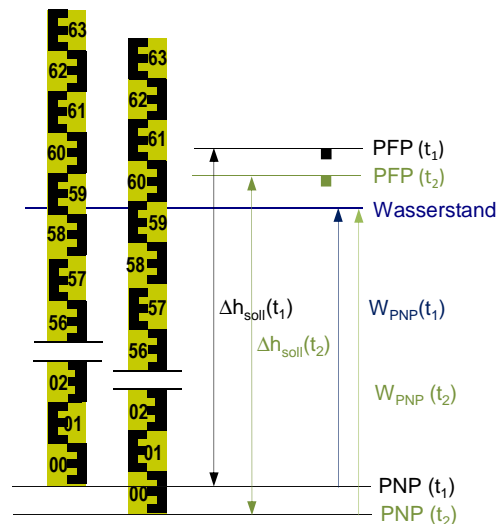 63
62
61
60
59
58
57
56
02
01
00
63
62
61
60
59
58
57
56
02
01
00
PFP (t₁)
PFP (t₂)
Wasserstand
Δhsoll(t₁)
WPNP(t₁)
Δhsoll(t₂)
WPNP (t₂)
PNP (t₁)
PNP (t₂)